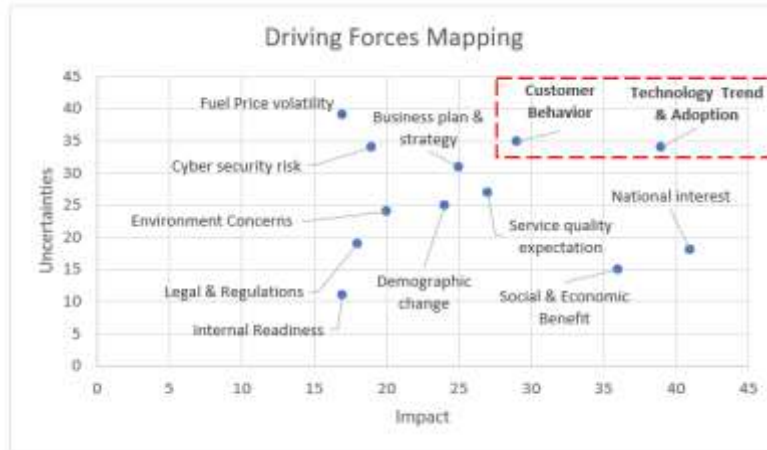 Driving Forces Mapping
Uncertainties
45
40
35
30
25
20
15
10
5
0
Fuel Price volatility
Cyber security risk
Environment Concerns
Legal & Regulations
Internal Readiness
Business plan &
strategy
Demographic
change
Customer
Behavior
Technology Trend
& Adoption
Service quality
expectation
National interest
Social & Economic
Benefit
0
5
10
15
20
25
30
35
40
45
Impact